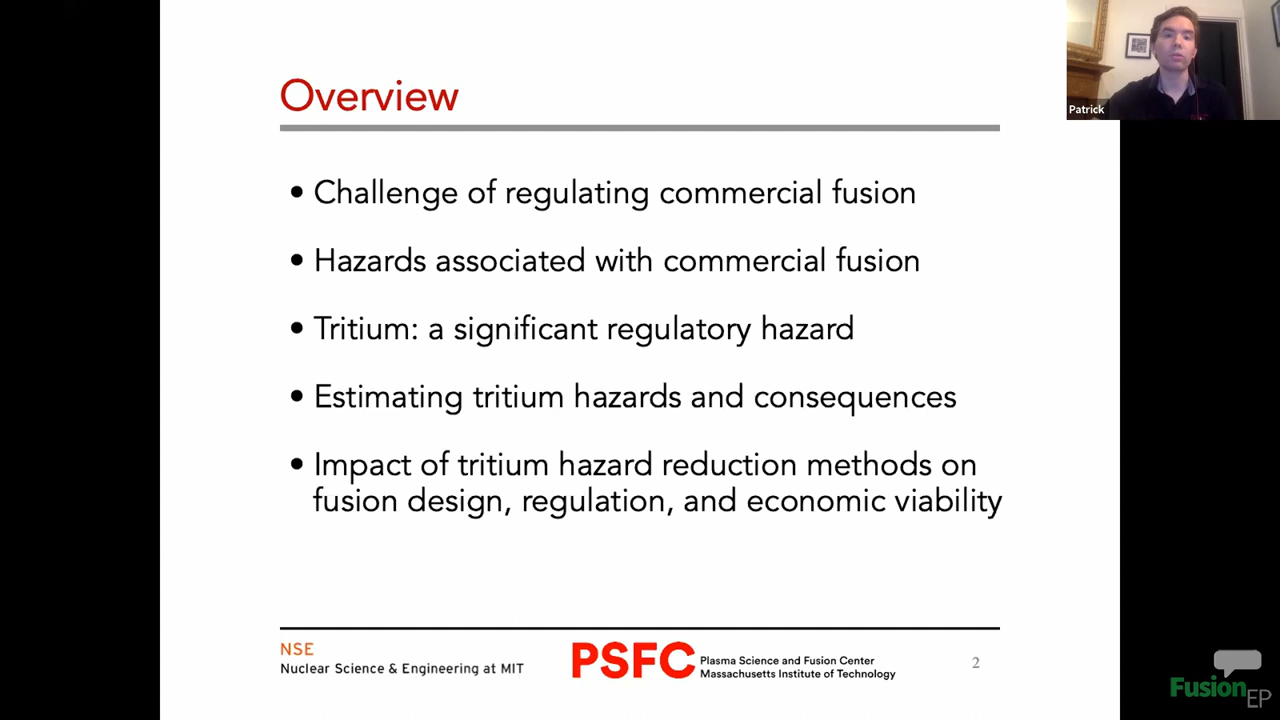 Overview
• Challenge of regulating commercial fusion
• Hazards associated with commercial fusion
• Tritium: a significant regulatory hazard
• Estimating tritium hazards and consequences
• Impact of tritium hazard reduction methods on
fusion design, regulation, and economic viability
NSE
Nuclear Science & Engineering at MIT
PSFC
Plasma Science and Fusion Center
Massachusetts Institute of Technology
2
Patrick
Fusion
EP